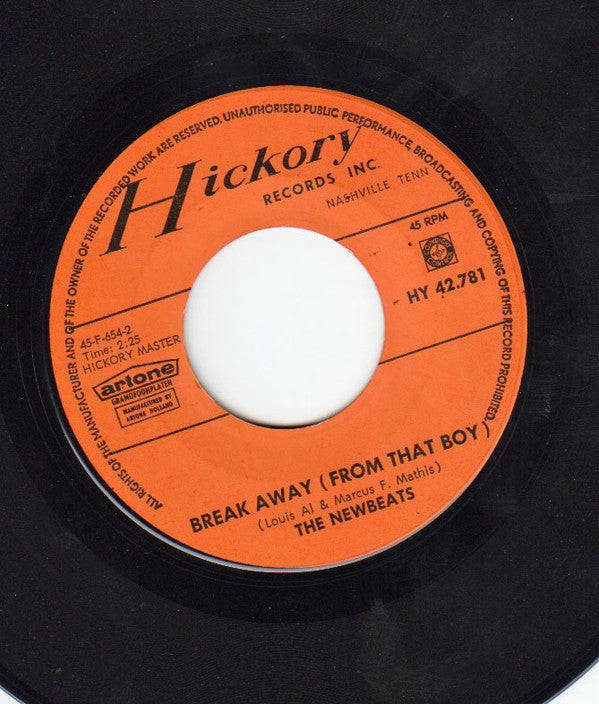 ALL RIGHTS OF THE MANUFACTURER AND OF THE OWNER OF THE RECORDED WORK ARE RESERVED. UNAUTHORISED PUBLIC PERFORMANCE, BROADCASTING AND COPYING OF THIS RECORD PROHIBITED.
Hickory
RECORDS INC.
NASHVILLE TENN
45 RPM
HY 42.781
45-F-654-2
Time: 2:25
HICKORY MASTER
artone
GRAMOFOONPLATEN
MANUFACTURED BY
ARTONE HOLLAND
BREAK AWAY (FROM THAT BOY)
(Louis Al & Marcus F. Mathis)
THE NEWBEATS